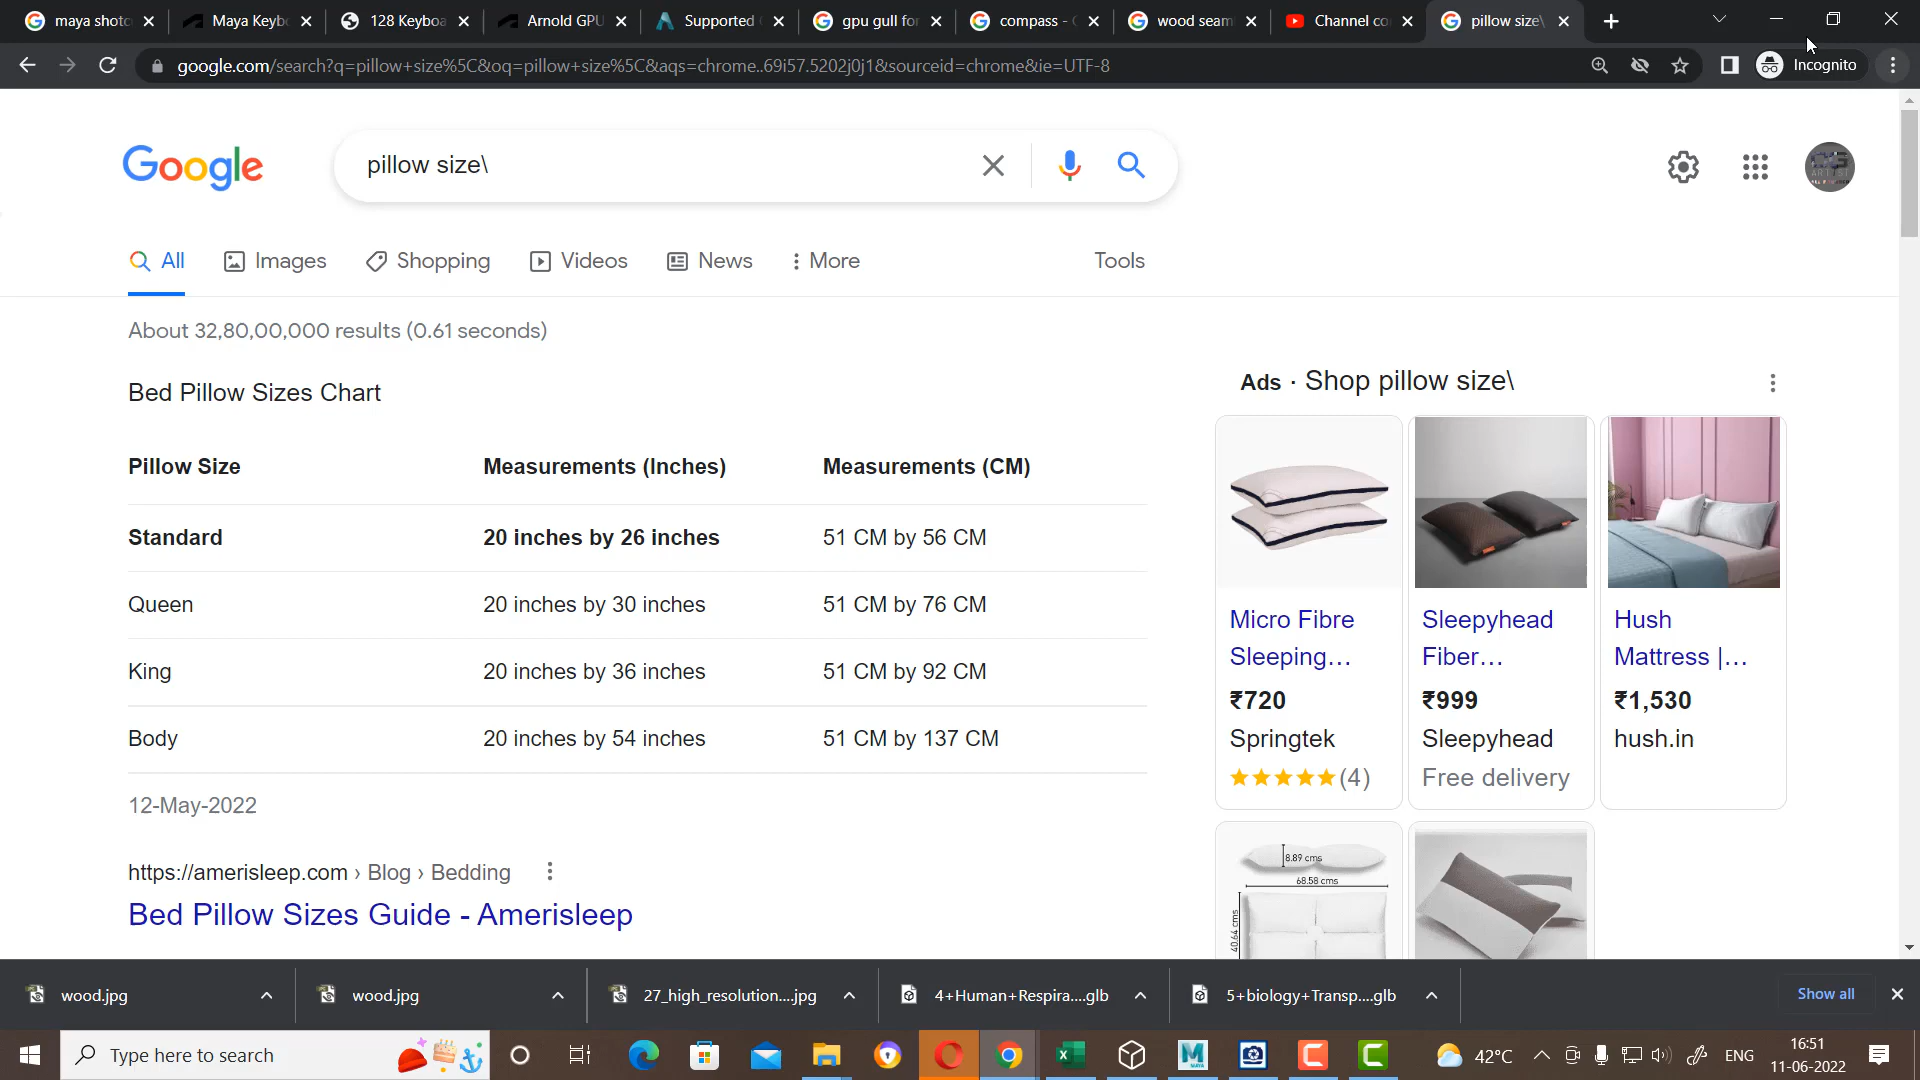 maya shotc
Maya Keyb
128 Keyboa
Arnold GPU
Supported
gpu gull for
compass -
wood seaml
Channel co
pillow size\
google.com/search?q=pillow+size%5C&oq=pillow+size%5C&aqs=chrome..69i57.5202j0j1&sourceid=chrome&ie=UTF-8
Incognito
Google
pillow size\
All
Images
Shopping
Videos
News
More
Tools
About 32,80,00,000 results (0.61 seconds)
Bed Pillow Sizes Chart
Pillow Size Measurements (Inches) Measurements (CM)
Standard 20 inches by 26 inches 51 CM by 56 CM
Queen 20 inches by 30 inches 51 CM by 76 CM
King 20 inches by 36 inches 51 CM by 92 CM
Body 20 inches by 54 inches 51 CM by 137 CM
12-May-2022
https://amerisleep.com › Blog › Bedding
Bed Pillow Sizes Guide - Amerisleep
Ads · Shop pillow size\
Micro Fibre
Sleeping...
₹720
Springtek
(4)
Sleepyhead
Fiber...
₹999
Sleepyhead
Free delivery
Hush
Mattress |...
₹1,530
hush.in
8.89 cms
68.58 cms
40.64 cms
wood.jpg
wood.jpg
27_high_resolution....jpg
4+Human+Respira....glb
5+biology+Transp....glb
Show all
Type here to search
42°C
ENG
16:51
11-06-2022